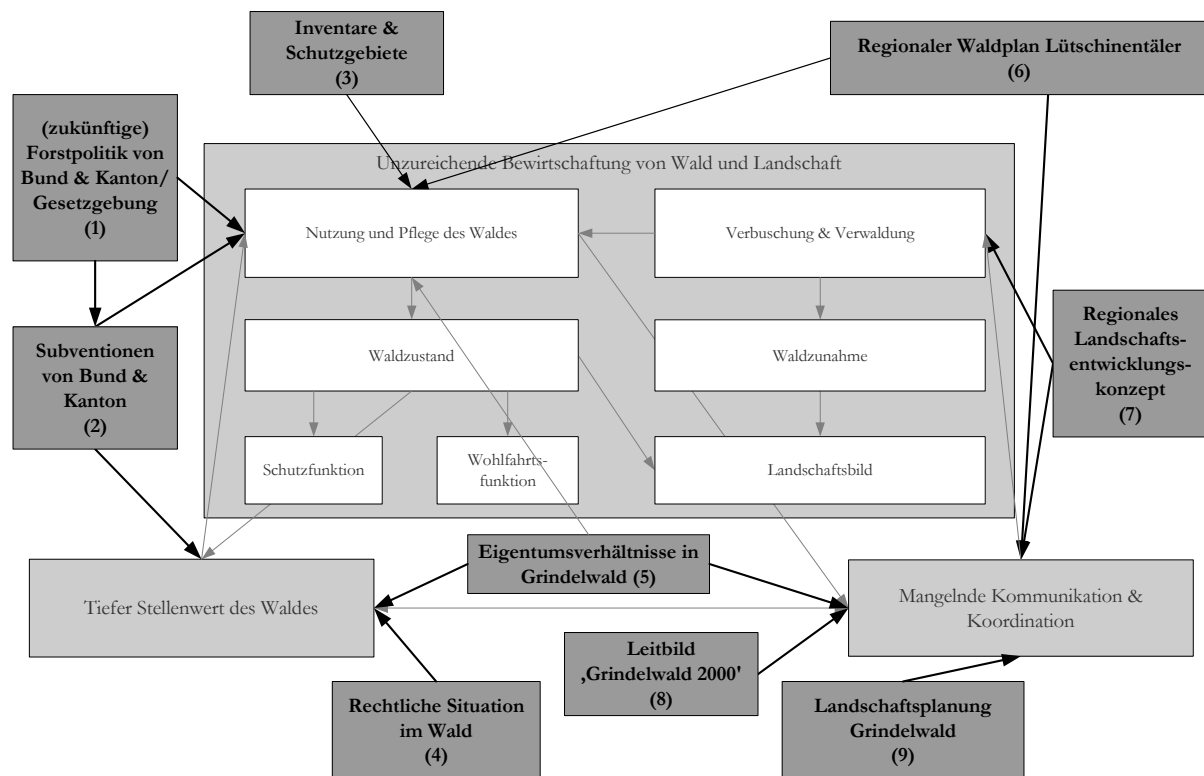 Inventare &
Schutzgebiete
(3)
Regionaler Waldplan Lütschinentäler
(6)
(zukünftige)
Forstpolitik von
Bund & Kanton/
Gesetzgebung
(1)
Unzureichende Bewirtschaftung von Wald und Landschaft
Nutzung und Pflege des Waldes
Verbuschung & Verwaldung
Subventionen
von Bund &
Kanton
(2)
Waldzustand
Waldzunahme
Regionales
Landschafts-
entwicklungs-
konzept
(7)
Schutzfunktion
Wohlfahrts-
funktion
Landschaftsbild
Eigentumsverhältnisse in
Grindelwald (5)
Tiefer Stellenwert des Waldes
Mangelnde Kommunikation &
Koordination
Leitbild
‚Grindelwald 2000'
(8)
Rechtliche Situation
im Wald
(4)
Landschaftsplanung
Grindelwald
(9)